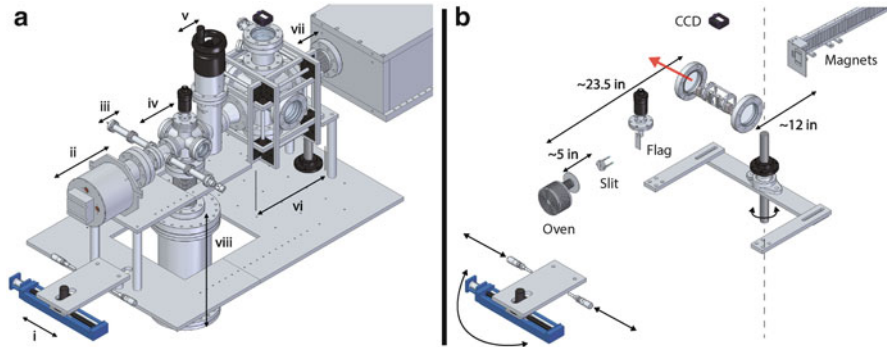 a
v
vii
iv
iii
ii
vi
viii
i
b
CCD
Magnets
~23.5 in
~12 in
Flag
~5 in
Slit
Oven